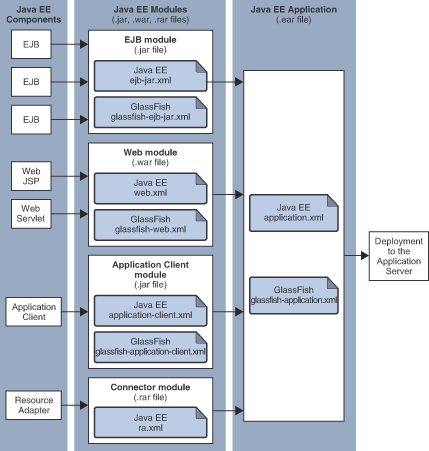 Java EE
Components
Java EE Modules
(.jar, .war, .rar files)
Java EE Application
(.ear file)
EJB
EJB
EJB
EJB module
(.jar file)
Java EE
ejb-jar.xml
GlassFish
glassfish-ejb-jar.xml
Web
JSP
Web
Servlet
Web module
(.war file)
Java EE
web.xml
GlassFish
glassfish-web.xml
Application
Client
Application Client
module
(.jar file)
Java EE
application-client.xml
GlassFish
glassfish-application-client.xml
Resource
Adapter
Connector module
(.rar file)
Java EE
ra.xml
Java EE
application.xml
GlassFish
glassfish-application.xml
Deployment
to the
Application
Server